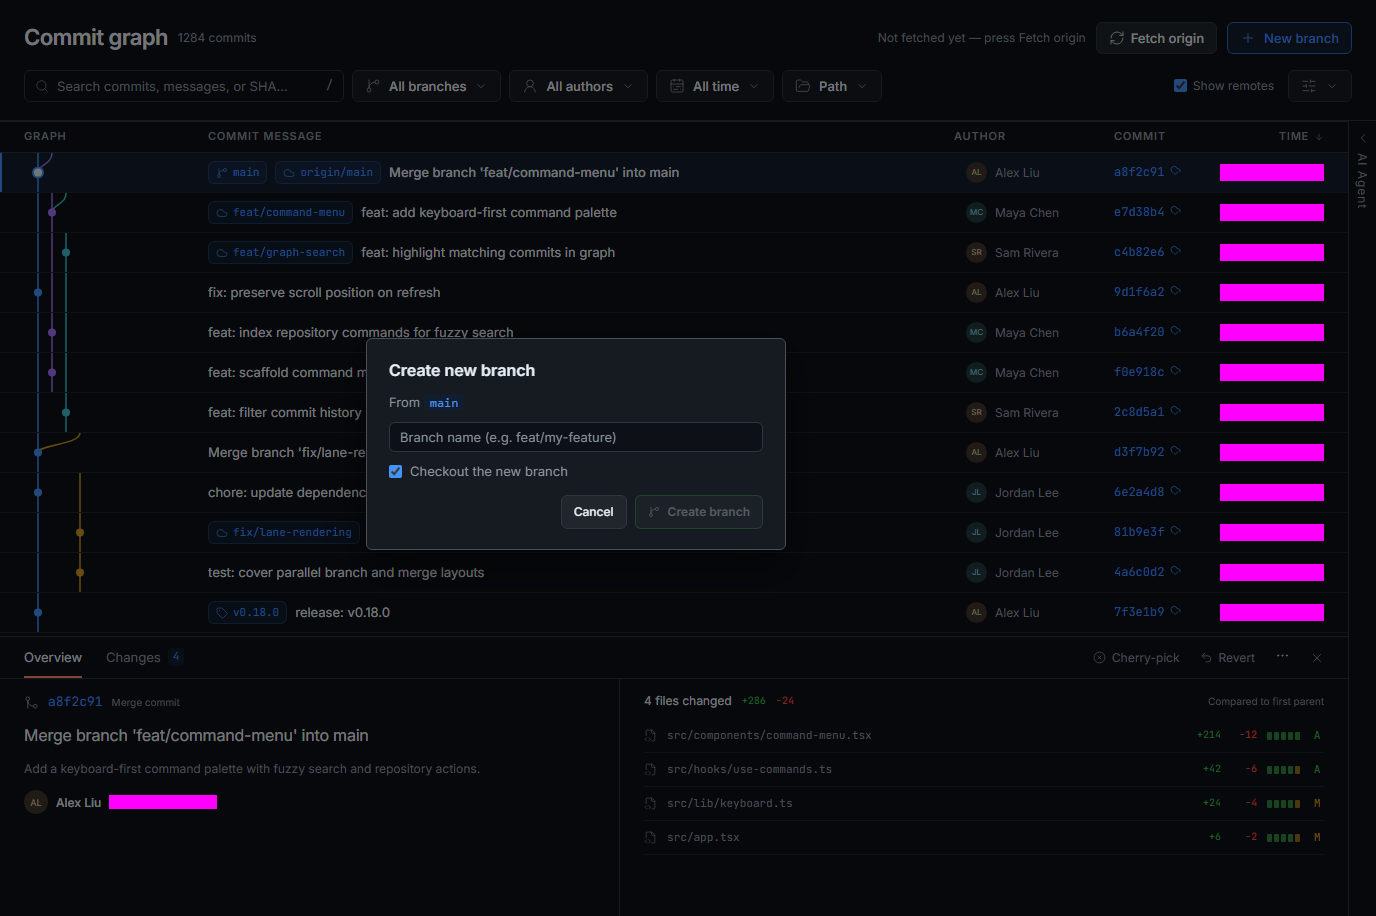 Commit graph 1284 commits Not fetched yet — press Fetch origin Fetch origin New branch
Search commits, messages, or SHA... / All branches All authors All time Path Show remotes
GRAPH COMMIT MESSAGE AUTHOR COMMIT TIME
AI Agent
main origin/main Merge branch 'feat/command-menu' into main AL Alex Liu a8f2c91
feat/command-menu feat: add keyboard-first command palette MC Maya Chen e7d38b4
feat/graph-search feat: highlight matching commits in graph SR Sam Rivera c4b82e6
fix: preserve scroll position on refresh AL Alex Liu 9d1f6a2
feat: index repository commands for fuzzy search MC Maya Chen b6a4f20
feat: scaffold command m MC Maya Chen f0e918c
feat: filter commit history SR Sam Rivera 2c8d5a1
Merge branch 'fix/lane-re AL Alex Liu d3f7b92
chore: update dependenc JL Jordan Lee 6e2a4d8
fix/lane-rendering JL Jordan Lee 81b9e3f
test: cover parallel branch and merge layouts JL Jordan Lee 4a6c0d2
v0.18.0 release: v0.18.0 AL Alex Liu 7f3e1b9
Create new branch
From main
Branch name (e.g. feat/my-feature)
Checkout the new branch
Cancel Create branch
Overview Changes 4 Cherry-pick Revert ...
a8f2c91 Merge commit
Merge branch 'feat/command-menu' into main
Add a keyboard-first command palette with fuzzy search and repository actions.
AL Alex Liu
4 files changed +286 -24 Compared to first parent
src/components/command-menu.tsx +214 -12 A
src/hooks/use-commands.ts +42 -6 A
src/lib/keyboard.ts +24 -4 M
src/app.tsx +6 -2 M